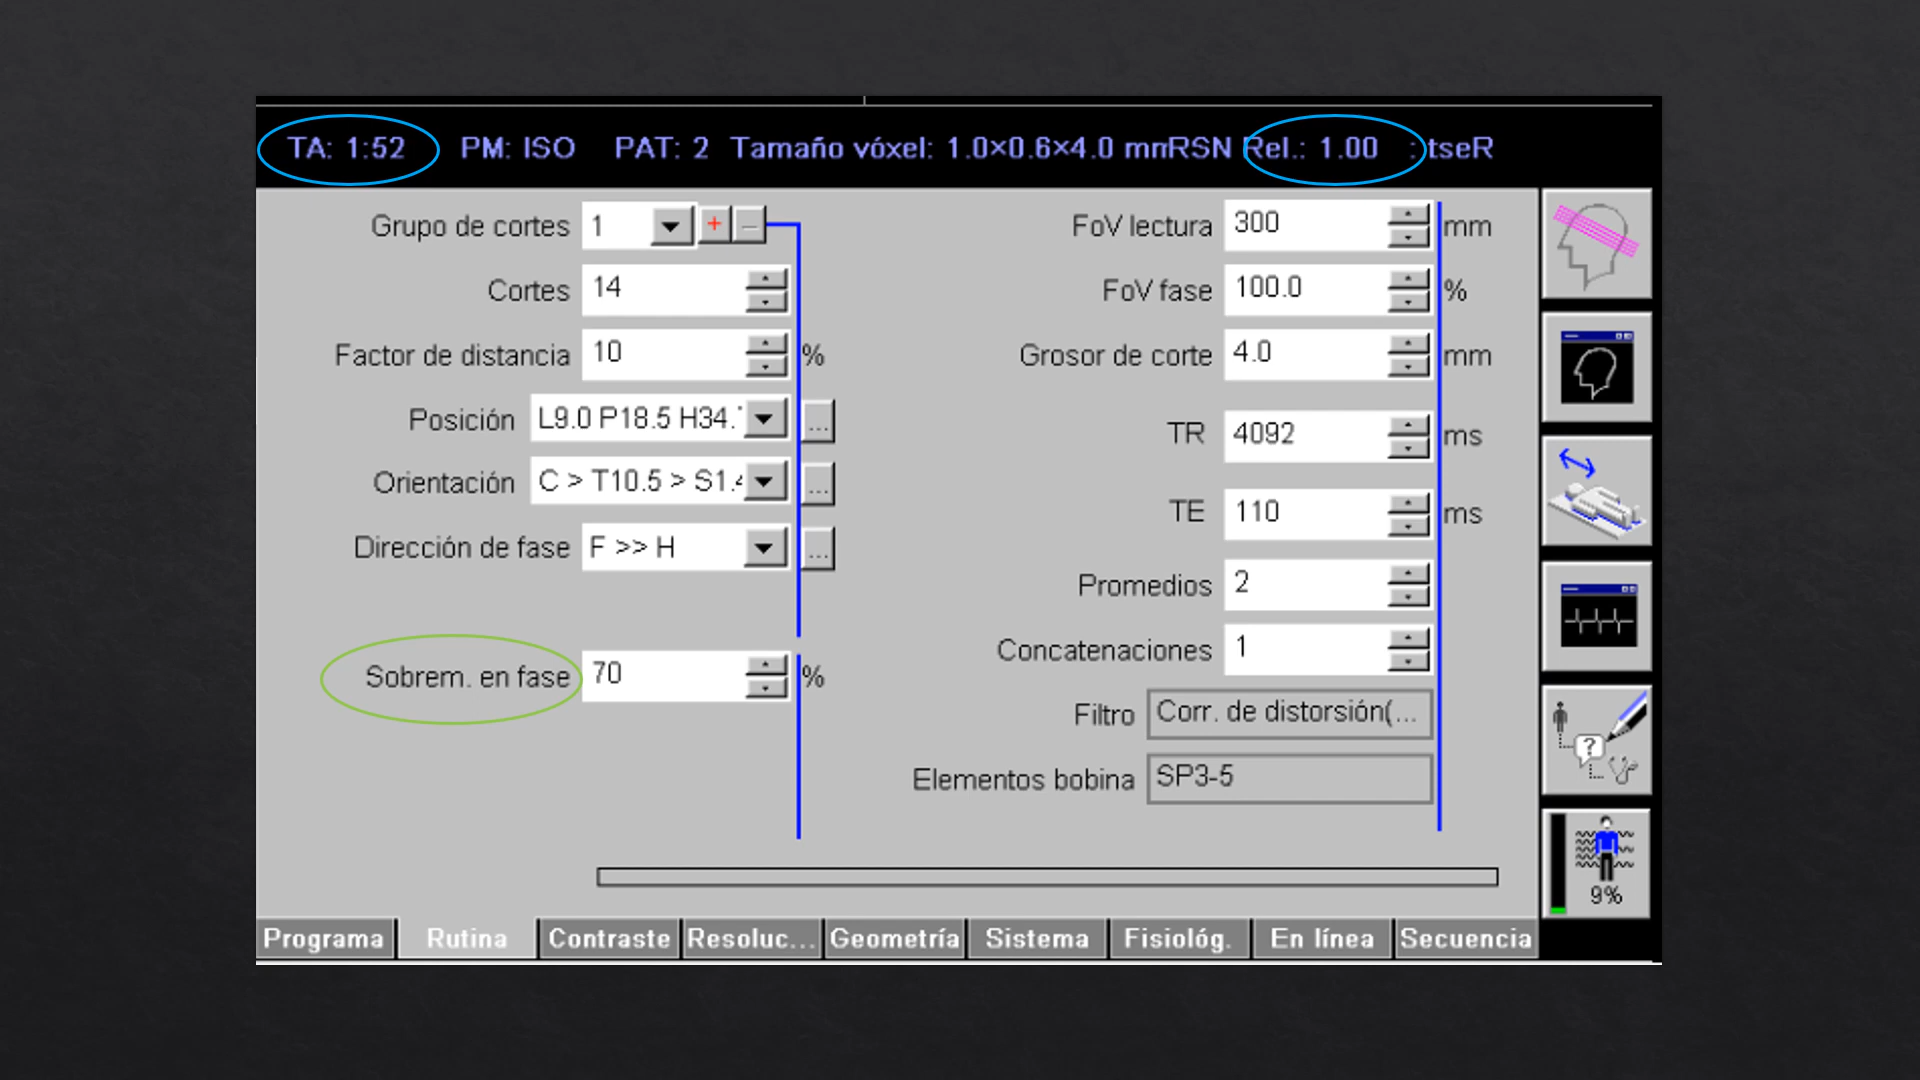 TA: 1:52 PM: ISO PAT: 2 Tamaño vóxel: 1.0×0.6×4.0 mmRSN Rel.: 1.00 : tseR
Grupo de cortes 1 + –
Cortes 14
Factor de distancia 10 %
Posición L9.0 P18.5 H34. ...
Orientación C > T10.5 > S1.4 ...
Dirección de fase F >> H ...
Sobrem. en fase 70 %
FoV lectura 300 mm
FoV fase 100.0 %
Grosor de corte 4.0 mm
TR 4092 ms
TE 110 ms
Promedios 2
Concatenaciones 1
Filtro Corr. de distorsión(...
Elementos bobina SP3-5
?
9%
Programa Rutina Contraste Resoluc... Geometría Sistema Fisiológ. En línea Secuencia